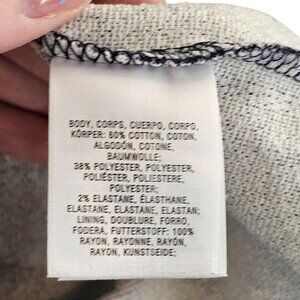 BODY, CORPS, CUERPO, CORPO,
KÖRPER: 60% COTTON, COTON,
ALGODÓN, COTONE,
BAUMWOLLE;
38% POLYESTER, POLYESTER,
POLIÉSTER, POLIESTERE,
POLYESTER;
2% ELASTANE, ÉLASTHANE,
ELASTANE, ELASTANE, ELASTAN;
LINING, DOUBLURE, FORRO,
FODERA, FUTTERSTOFF: 100%
RAYON, RAYONNE, RAYÓN,
RAYON, KUNSTSEIDE;